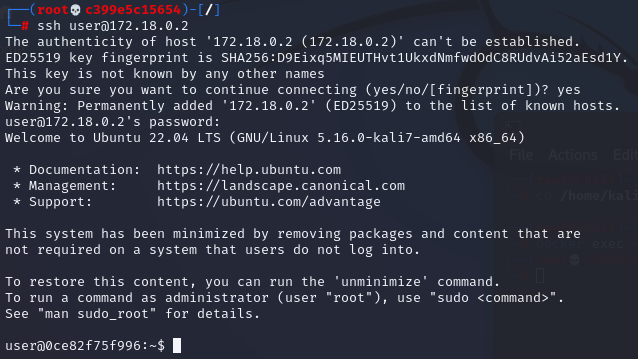 ┌──(root💀c399e5c15654)-[/]
└─# ssh user@172.18.0.2
The authenticity of host '172.18.0.2 (172.18.0.2)' can't be established.
ED25519 key fingerprint is SHA256:D9Eixq5MIEUTHvt1UkxdNmfwdOdC8RUdvAi52aEsd1Y.
This key is not known by any other names
Are you sure you want to continue connecting (yes/no/[fingerprint])? yes
Warning: Permanently added '172.18.0.2' (ED25519) to the list of known hosts.
user@172.18.0.2's password:
Welcome to Ubuntu 22.04 LTS (GNU/Linux 5.16.0-kali7-amd64 x86_64)
* Documentation:  https://help.ubuntu.com
* Management:     https://landscape.canonical.com
* Support:        https://ubuntu.com/advantage
This system has been minimized by removing packages and content that are
not required on a system that users do not log into.
To restore this content, you can run the 'unminimize' command.
To run a command as administrator (user "root"), use "sudo <command>".
See "man sudo_root" for details.
user@0ce82f75f996:~$
File Actions Edi
/home/kal
exec